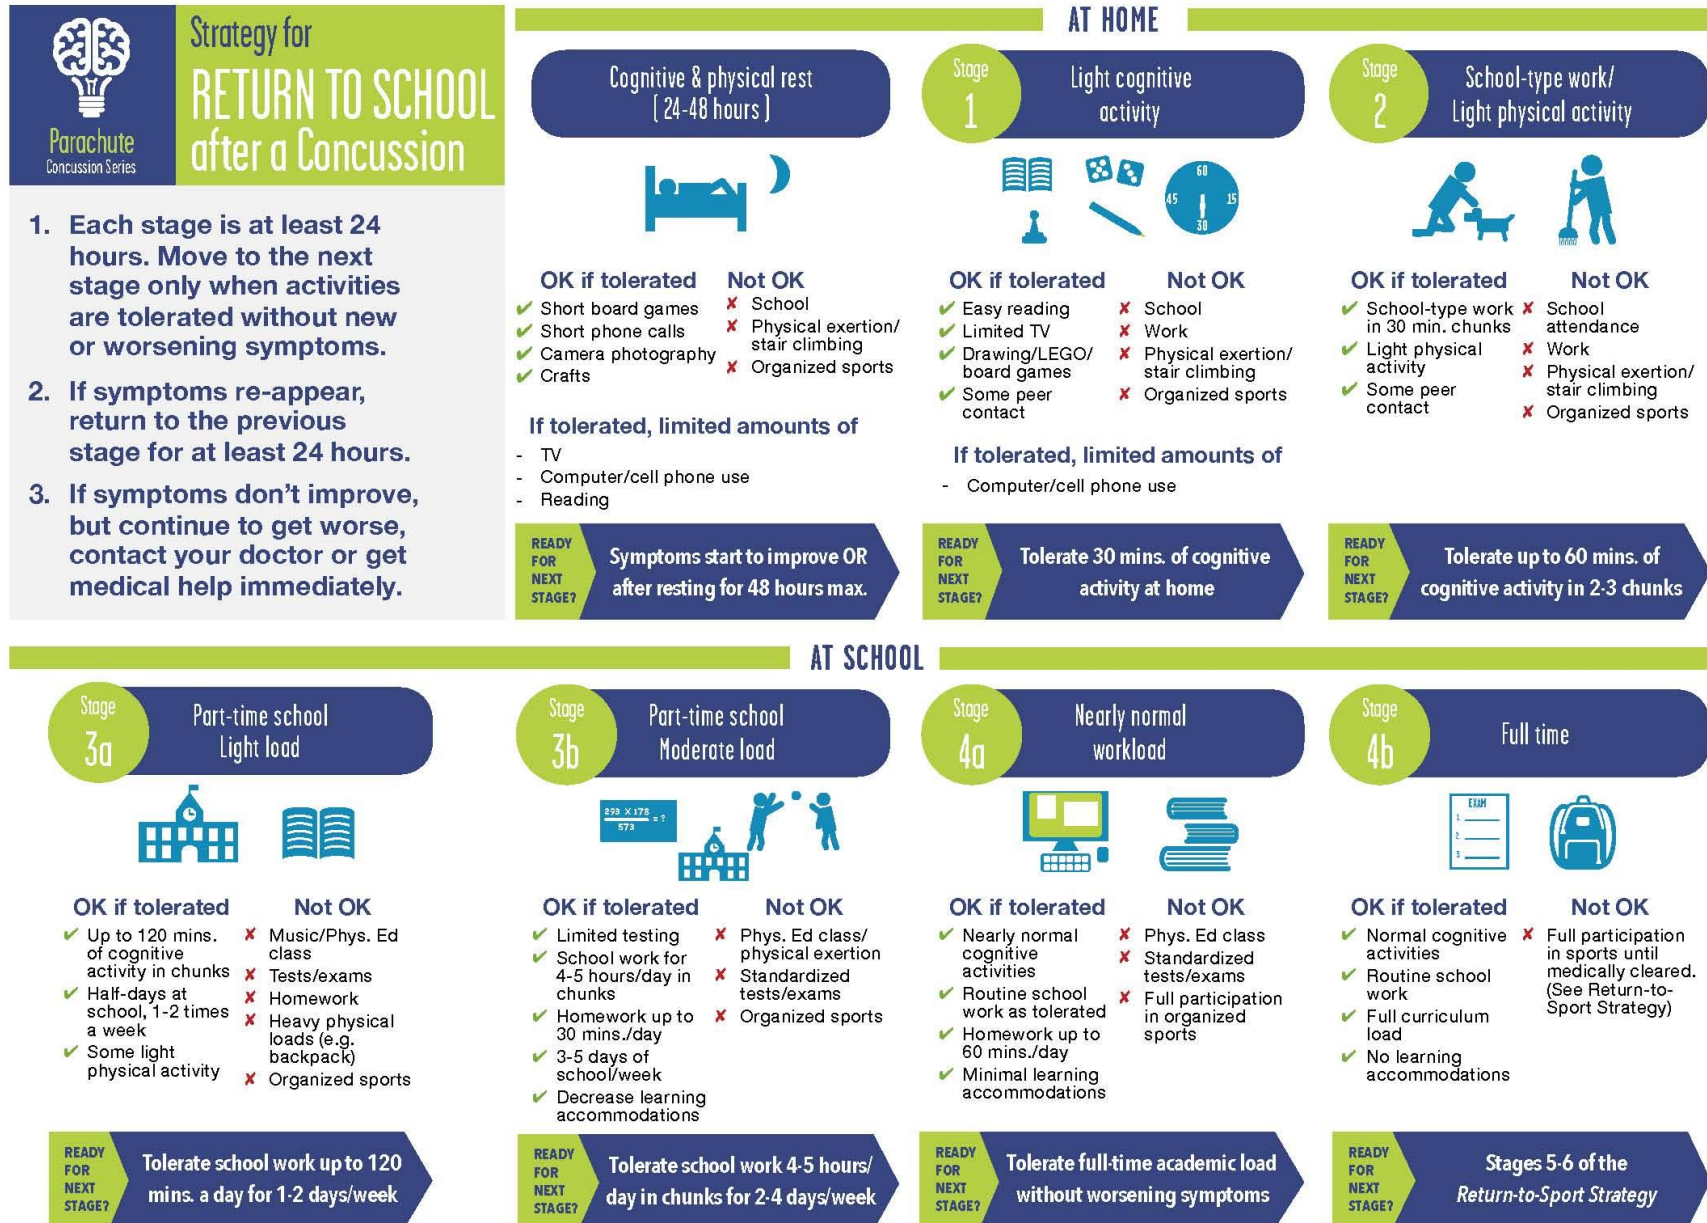 Strategy for
RETURN TO SCHOOL
after a Concussion
Parachute
Concussion Series
1. Each stage is at least 24
hours. Move to the next
stage only when activities
are tolerated without new
or worsening symptoms.
2. If symptoms re-appear,
return to the previous
stage for at least 24 hours.
3. If symptoms don't improve,
but continue to get worse,
contact your doctor or get
medical help immediately.
AT HOME
Cognitive & physical rest
( 24-48 hours )
OK if tolerated
✔ Short board games
✔ Short phone calls
✔ Camera photography
✔ Crafts
Not OK
✘ School
✘ Physical exertion/
stair climbing
✘ Organized sports
If tolerated, limited amounts of
- TV
- Computer/cell phone use
- Reading
READY
FOR
NEXT
STAGE?
Symptoms start to improve OR
after resting for 48 hours max.
Stage
1
Light cognitive
activity
60
45
15
30
OK if tolerated
✔ Easy reading
✔ Limited TV
✔ Drawing/LEGO/
board games
✔ Some peer
contact
Not OK
✘ School
✘ Work
✘ Physical exertion/
stair climbing
✘ Organized sports
If tolerated, limited amounts of
- Computer/cell phone use
READY
FOR
NEXT
STAGE?
Tolerate 30 mins. of cognitive
activity at home
Stage
2
School-type work/
Light physical activity
OK if tolerated
✔ School-type work
in 30 min. chunks
✔ Light physical
activity
✔ Some peer
contact
Not OK
✘ School
attendance
✘ Work
✘ Physical exertion/
stair climbing
✘ Organized sports
READY
FOR
NEXT
STAGE?
Tolerate up to 60 mins. of
cognitive activity in 2-3 chunks
AT SCHOOL
Stage
3a
Part-time school
Light load
OK if tolerated
✔ Up to 120 mins.
of cognitive
activity in chunks
✔ Half-days at
school, 1-2 times
a week
✔ Some light
physical activity
Not OK
✘ Music/Phys. Ed
class
✘ Tests/exams
✘ Homework
✘ Heavy physical
loads (e.g.
backpack)
✘ Organized sports
READY
FOR
NEXT
STAGE?
Tolerate school work up to 120
mins. a day for 1-2 days/week
Stage
3b
Part-time school
Moderate load
293 X 178
573
= ?
OK if tolerated
✔ Limited testing
✔ School work for
4-5 hours/day in
chunks
✔ Homework up to
30 mins./day
✔ 3-5 days of
school/week
✔ Decrease learning
accommodations
Not OK
✘ Phys. Ed class/
physical exertion
✘ Standardized
tests/exams
✘ Organized sports
READY
FOR
NEXT
STAGE?
Tolerate school work 4-5 hours/
day in chunks for 2-4 days/week
Stage
4a
Nearly normal
workload
OK if tolerated
✔ Nearly normal
cognitive
activities
✔ Routine school
work as tolerated
✔ Homework up to
60 mins./day
✔ Minimal learning
accommodations
Not OK
✘ Phys. Ed class
✘ Standardized
tests/exams
✘ Full participation
in organized
sports
READY
FOR
NEXT
STAGE?
Tolerate full-time academic load
without worsening symptoms
Stage
4b
Full time
EXAM
1.
2.
3.
OK if tolerated
✔ Normal cognitive
activities
✔ Routine school
work
✔ Full curriculum
load
✔ No learning
accommodations
Not OK
✘ Full participation
in sports until
medically cleared.
(See Return-to-
Sport Strategy)
READY
FOR
NEXT
STAGE?
Stages 5-6 of the
Return-to-Sport Strategy